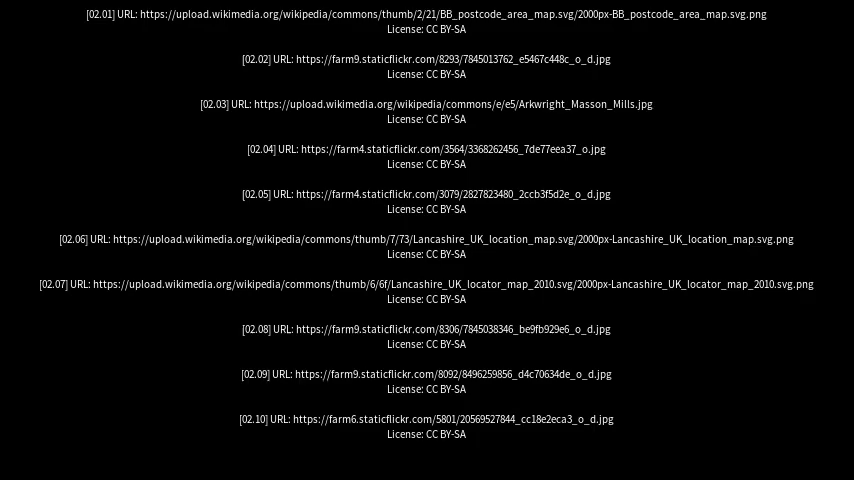 [02.01] URL: https://upload.wikimedia.org/wikipedia/commons/thumb/2/21/BB_postcode_area_map.svg/2000px-BB_postcode_area_map.svg.png
License: CC BY-SA
[02.02] URL: https://farm9.staticflickr.com/8293/7845013762_e5467c448c_o_d.jpg
License: CC BY-SA
[02.03] URL: https://upload.wikimedia.org/wikipedia/commons/e/e5/Arkwright_Masson_Mills.jpg
License: CC BY-SA
[02.04] URL: https://farm4.staticflickr.com/3564/3368262456_7de77eea37_o.jpg
License: CC BY-SA
[02.05] URL: https://farm4.staticflickr.com/3079/2827823480_2ccb3f5d2e_o_d.jpg
License: CC BY-SA
[02.06] URL: https://upload.wikimedia.org/wikipedia/commons/thumb/7/73/Lancashire_UK_location_map.svg/2000px-Lancashire_UK_location_map.svg.png
License: CC BY-SA
[02.07] URL: https://upload.wikimedia.org/wikipedia/commons/thumb/6/6f/Lancashire_UK_locator_map_2010.svg/2000px-Lancashire_UK_locator_map_2010.svg.png
License: CC BY-SA
[02.08] URL: https://farm9.staticflickr.com/8306/7845038346_be9fb929e6_o_d.jpg
License: CC BY-SA
[02.09] URL: https://farm9.staticflickr.com/8092/8496259856_d4c70634de_o_d.jpg
License: CC BY-SA
[02.10] URL: https://farm6.staticflickr.com/5801/20569527844_cc18e2eca3_o_d.jpg
License: CC BY-SA